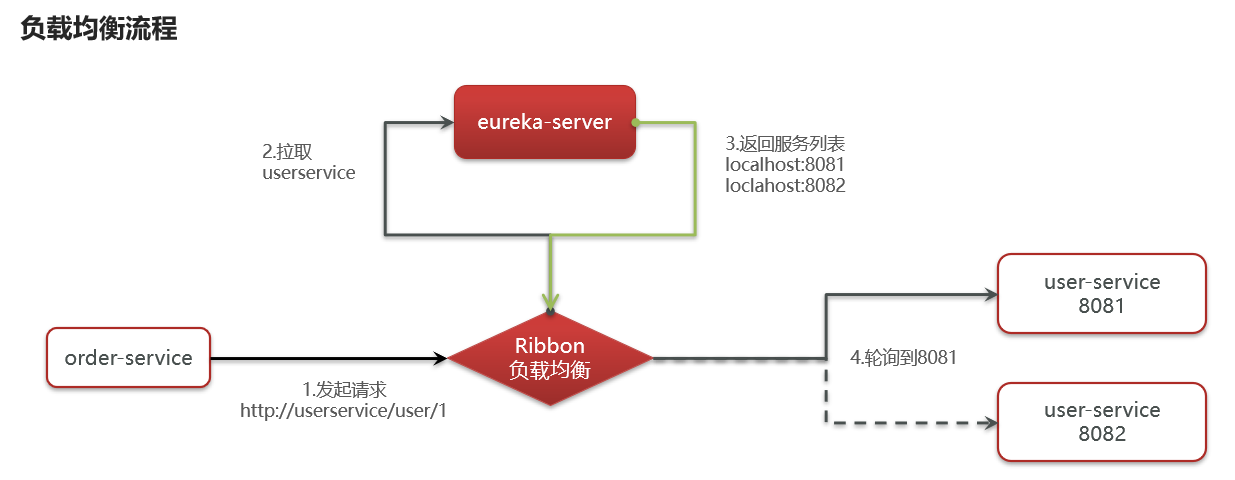 负载均衡流程
eureka-server
2.拉取
userservice
3.返回服务列表
localhost:8081
loclahost:8082
order-service
1.发起请求
http://userservice/user/1
Ribbon
负载均衡
4.轮询到8081
user-service
8081
user-service
8082